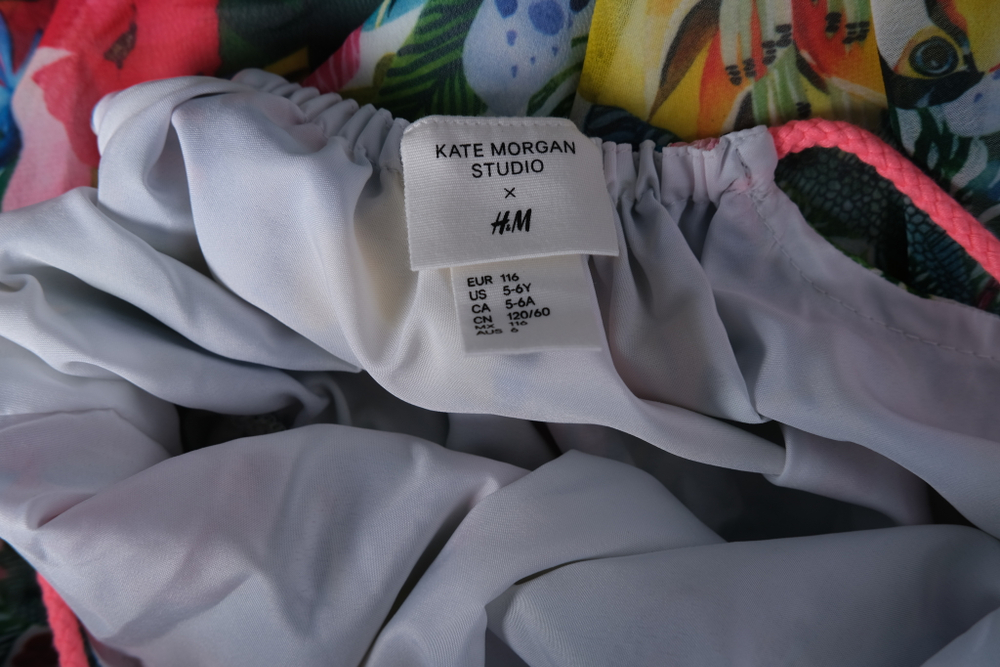 KATE MORGAN
STUDIO
×
H&M
EUR 116
US 5-6Y
CA 5-6A
CN 120/60
MX 116
AUS 6